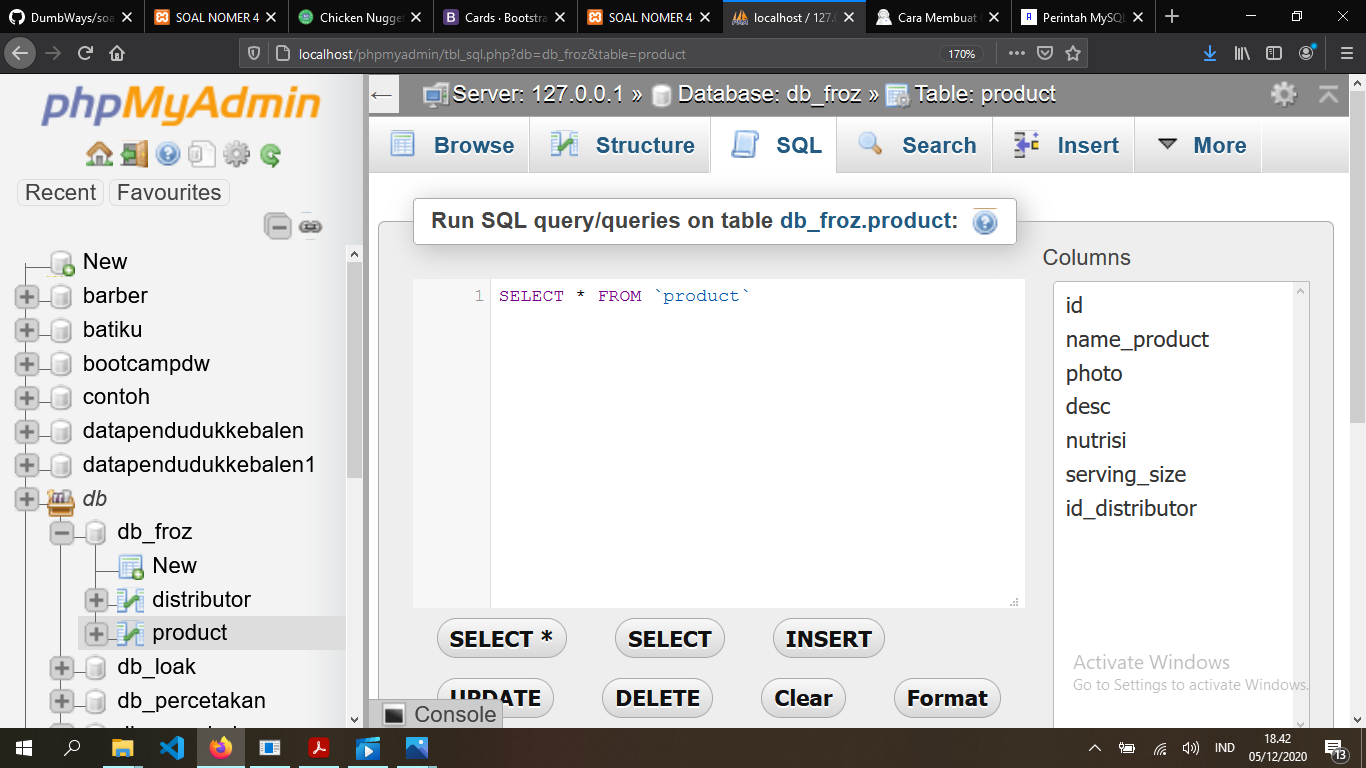 DumbWays/soa
SOAL NOMER 4
Chicken Nugge
Cards · Bootstra
SOAL NOMER 4
localhost / 127.0
Cara Membuat
Perintah MySQL
localhost/phpmyadmin/tbl_sql.php?db=db_froz&table=product
170%
phpMyAdmin
Recent
Favourites
New
barber
batiku
bootcampdw
contoh
datapendudukkebalen
datapendudukkebalen1
db
db_froz
New
distributor
product
db_loak
db_percetakan
Server: 127.0.0.1 » Database: db_froz » Table: product
Browse
Structure
SQL
Search
Insert
More
Run SQL query/queries on table db_froz.product:
1 SELECT * FROM `product`
Columns
id
name_product
photo
desc
nutrisi
serving_size
id_distributor
SELECT *
SELECT
INSERT
UPDATE
DELETE
Clear
Format
Console
Activate Windows
Go to Settings to activate Windows.
IND
18.42
05/12/2020
13